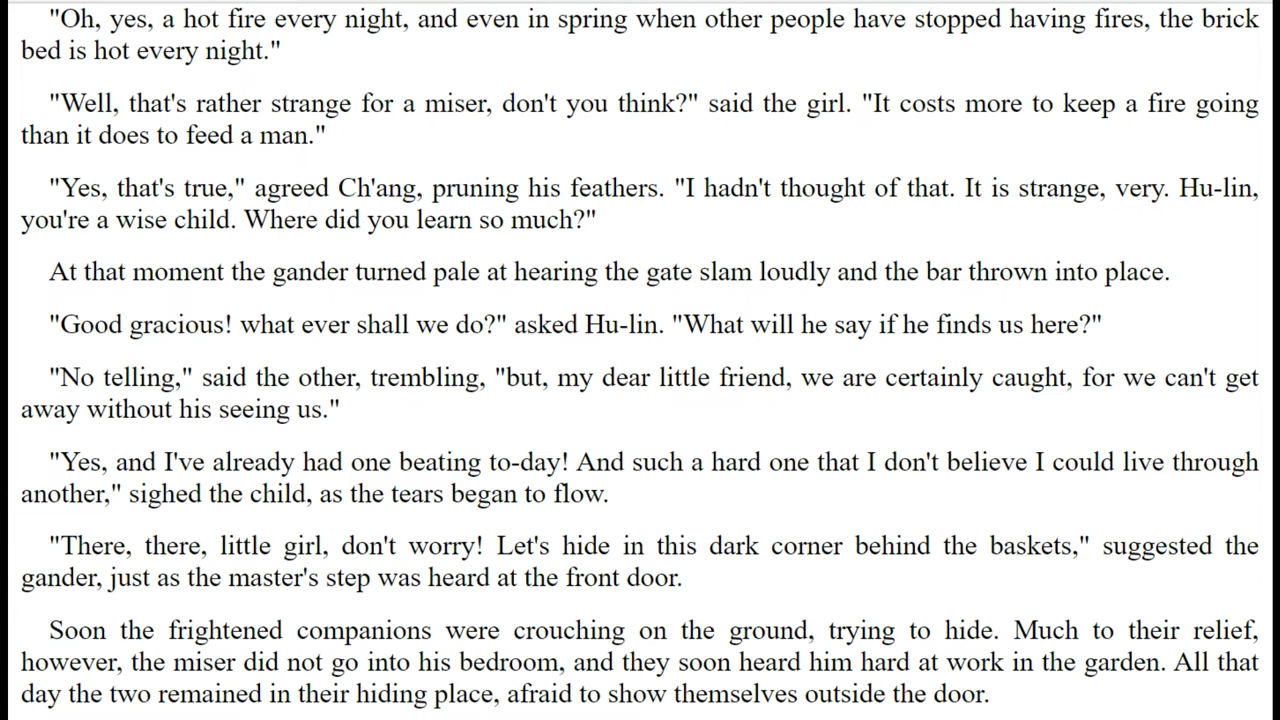 "Oh, yes, a hot fire every night, and even in spring when other people have stopped having fires, the brick
bed is hot every night."
"Well, that's rather strange for a miser, don't you think?" said the girl. "It costs more to keep a fire going
than it does to feed a man."
"Yes, that's true," agreed Ch'ang, pruning his feathers. "I hadn't thought of that. It is strange, very. Hu-lin,
you're a wise child. Where did you learn so much?"
At that moment the gander turned pale at hearing the gate slam loudly and the bar thrown into place.
"Good gracious! what ever shall we do?" asked Hu-lin. "What will he say if he finds us here?"
"No telling," said the other, trembling, "but, my dear little friend, we are certainly caught, for we can't get
away without his seeing us."
"Yes, and I've already had one beating to-day! And such a hard one that I don't believe I could live through
another," sighed the child, as the tears began to flow.
"There, there, little girl, don't worry! Let's hide in this dark corner behind the baskets," suggested the
gander, just as the master's step was heard at the front door.
Soon the frightened companions were crouching on the ground, trying to hide. Much to their relief,
however, the miser did not go into his bedroom, and they soon heard him hard at work in the garden. All that
day the two remained in their hiding place, afraid to show themselves outside the door.